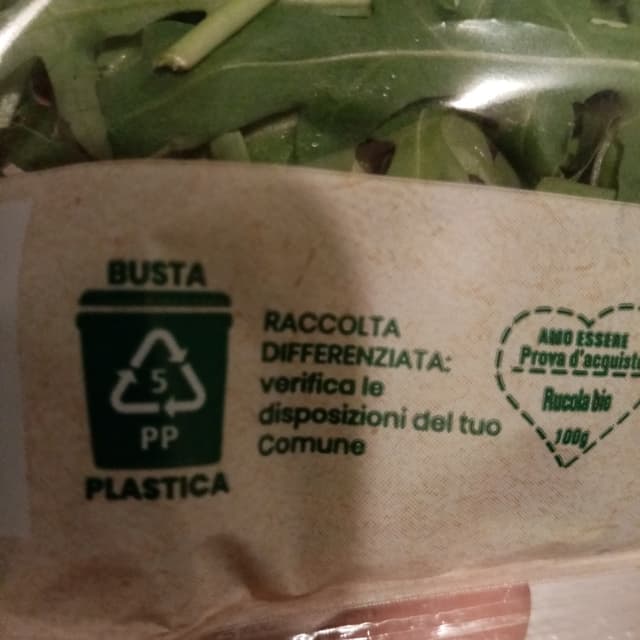 BUSTA
5
PP
PLASTICA
RACCOLTA
DIFFERENZIATA:
verifica le
disposizioni del tuo
Comune
AMO ESSERE
Prova d'acquisto
Rucola bio
100g